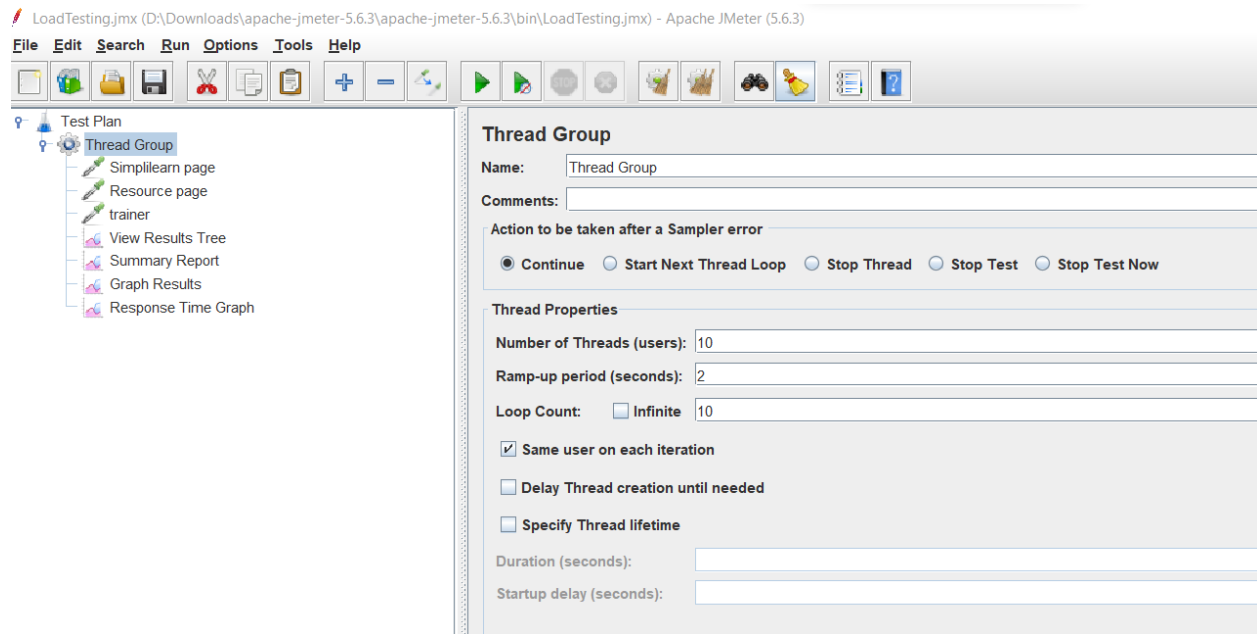 LoadTesting.jmx (D:\Downloads\apache-jmeter-5.6.3\apache-jmeter-5.6.3\bin\LoadTesting.jmx) - Apache JMeter (5.6.3)
File Edit Search Run Options Tools Help
STOP
Test Plan
Thread Group
Simplilearn page
Resource page
trainer
View Results Tree
Summary Report
Graph Results
Response Time Graph
Thread Group
Name: Thread Group
Comments:
Action to be taken after a Sampler error
Continue Start Next Thread Loop Stop Thread Stop Test Stop Test Now
Thread Properties
Number of Threads (users): 10
Ramp-up period (seconds): 2
Loop Count: Infinite 10
Same user on each iteration
Delay Thread creation until needed
Specify Thread lifetime
Duration (seconds):
Startup delay (seconds):